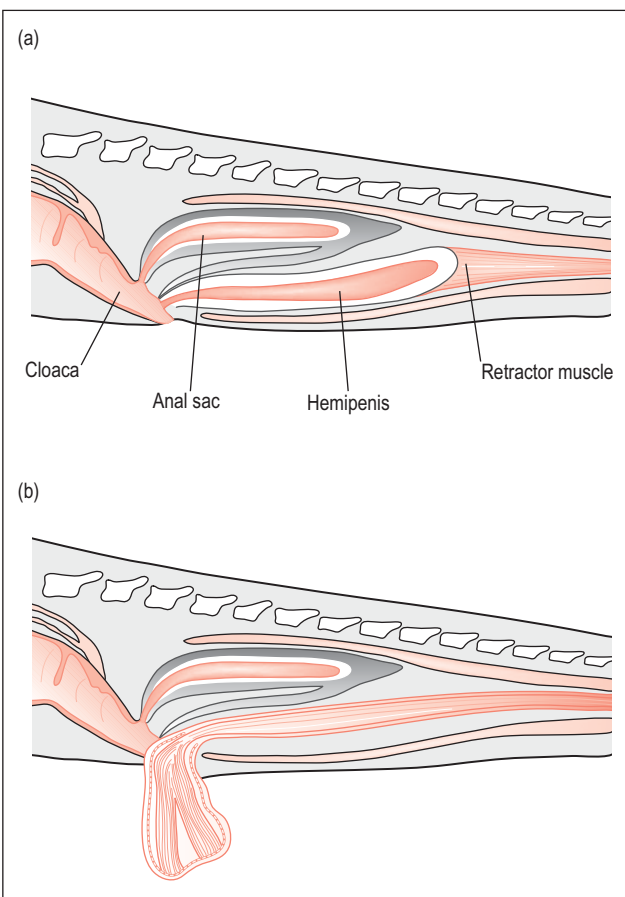 (a)
Cloaca
Anal sac
Hemipenis
Retractor muscle
(b)